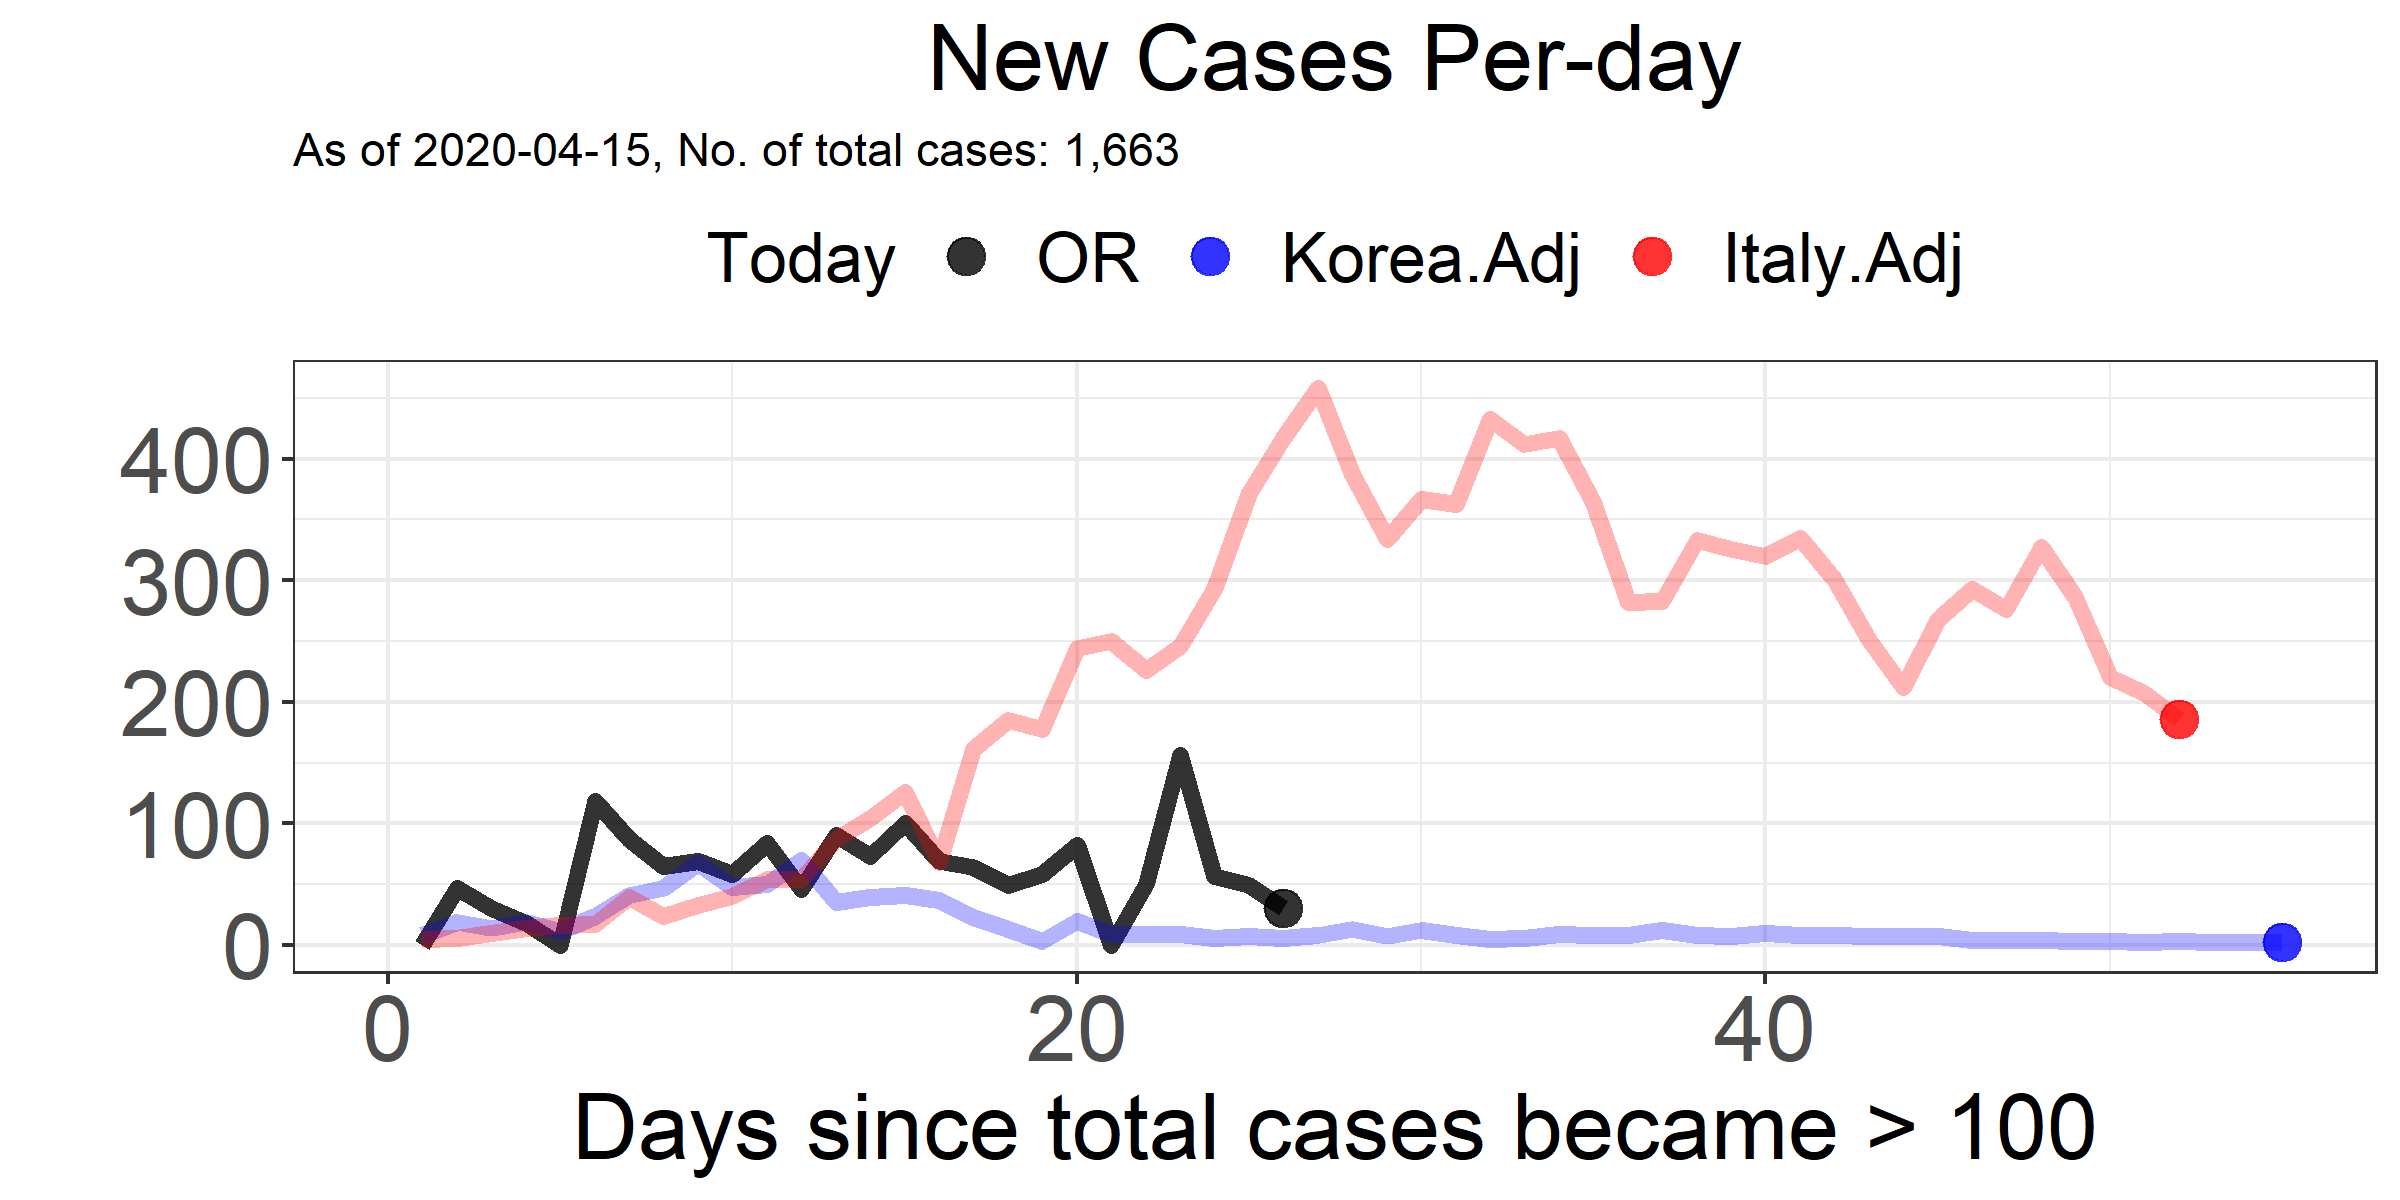 New Cases Per-day
As of 2020-04-15, No. of total cases: 1,663
Today OR Korea.Adj Italy.Adj
400
300
200
100
0
0 20 40
Days since total cases became > 100